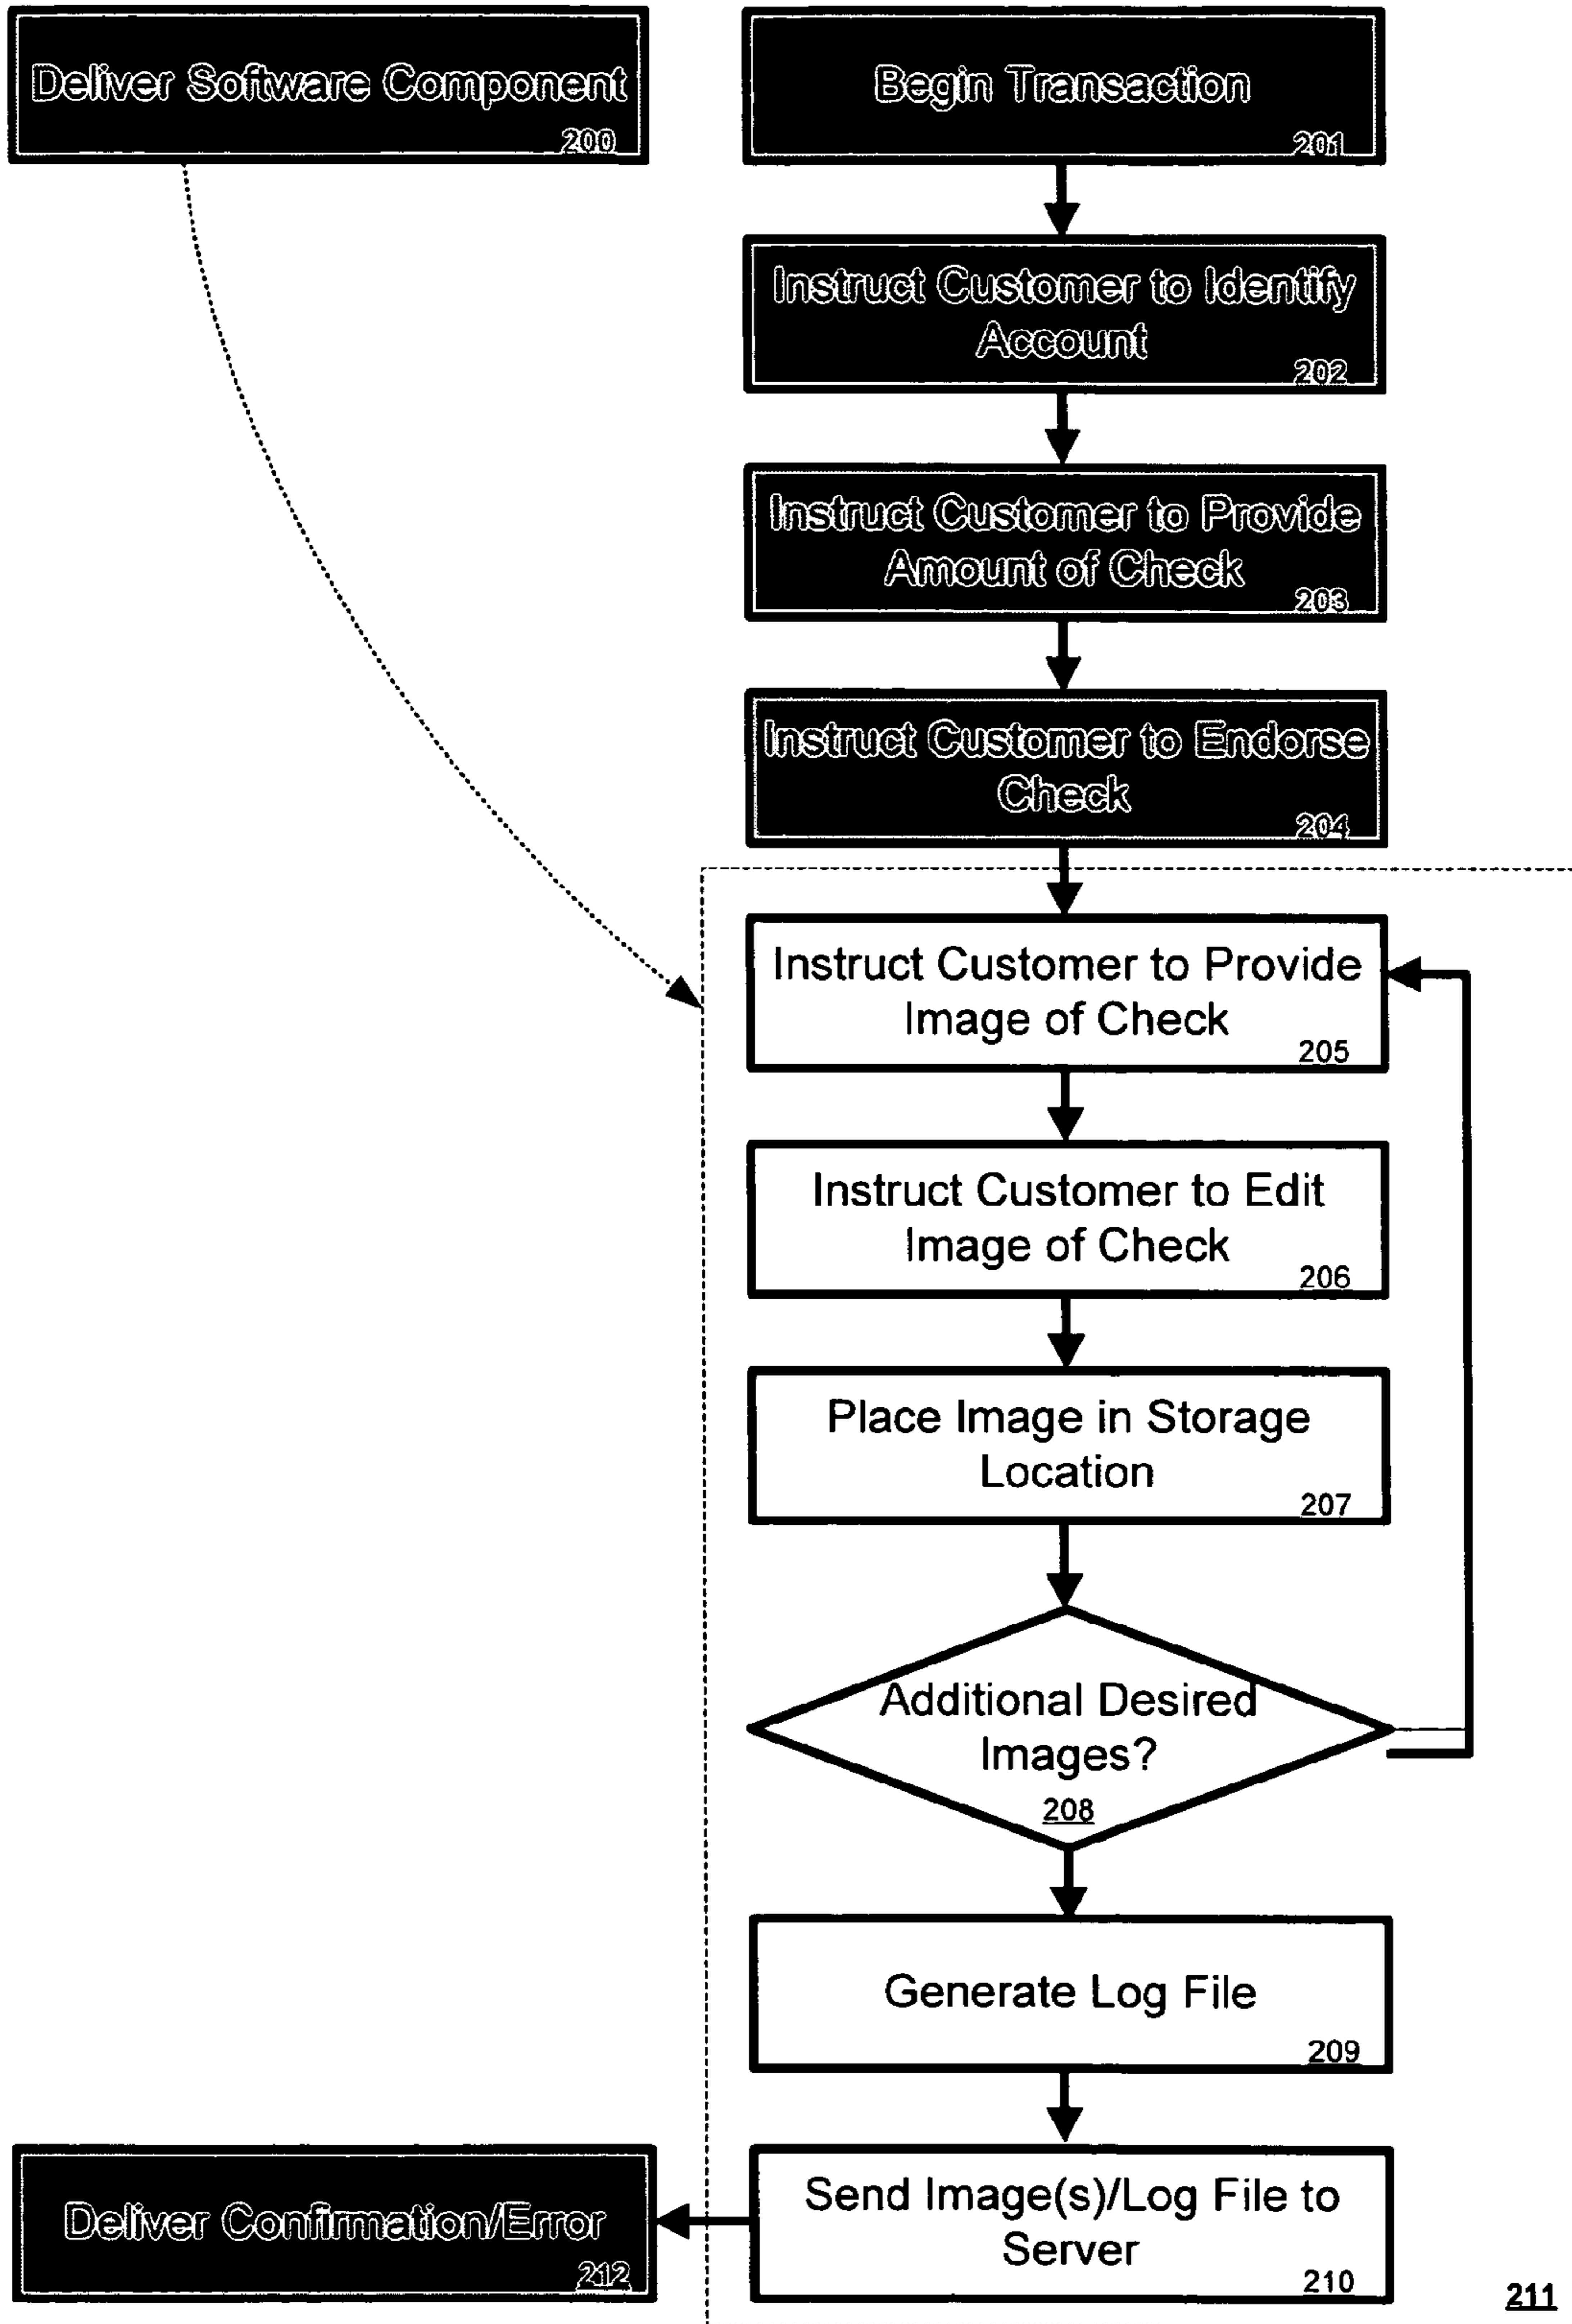 Deliver Software Component
200
Begin Transaction
201
Instruct Customer to Identify
Account
202
Instruct Customer to Provide
Amount of Check
203
Instruct Customer to Endorse
Check
204
Instruct Customer to Provide
Image of Check
205
Instruct Customer to Edit
Image of Check
206
Place Image in Storage
Location
207
Additional Desired
Images?
208
Generate Log File
209
Send Image(s)/Log File to
Server
210
Deliver Confirmation/Error
212
211